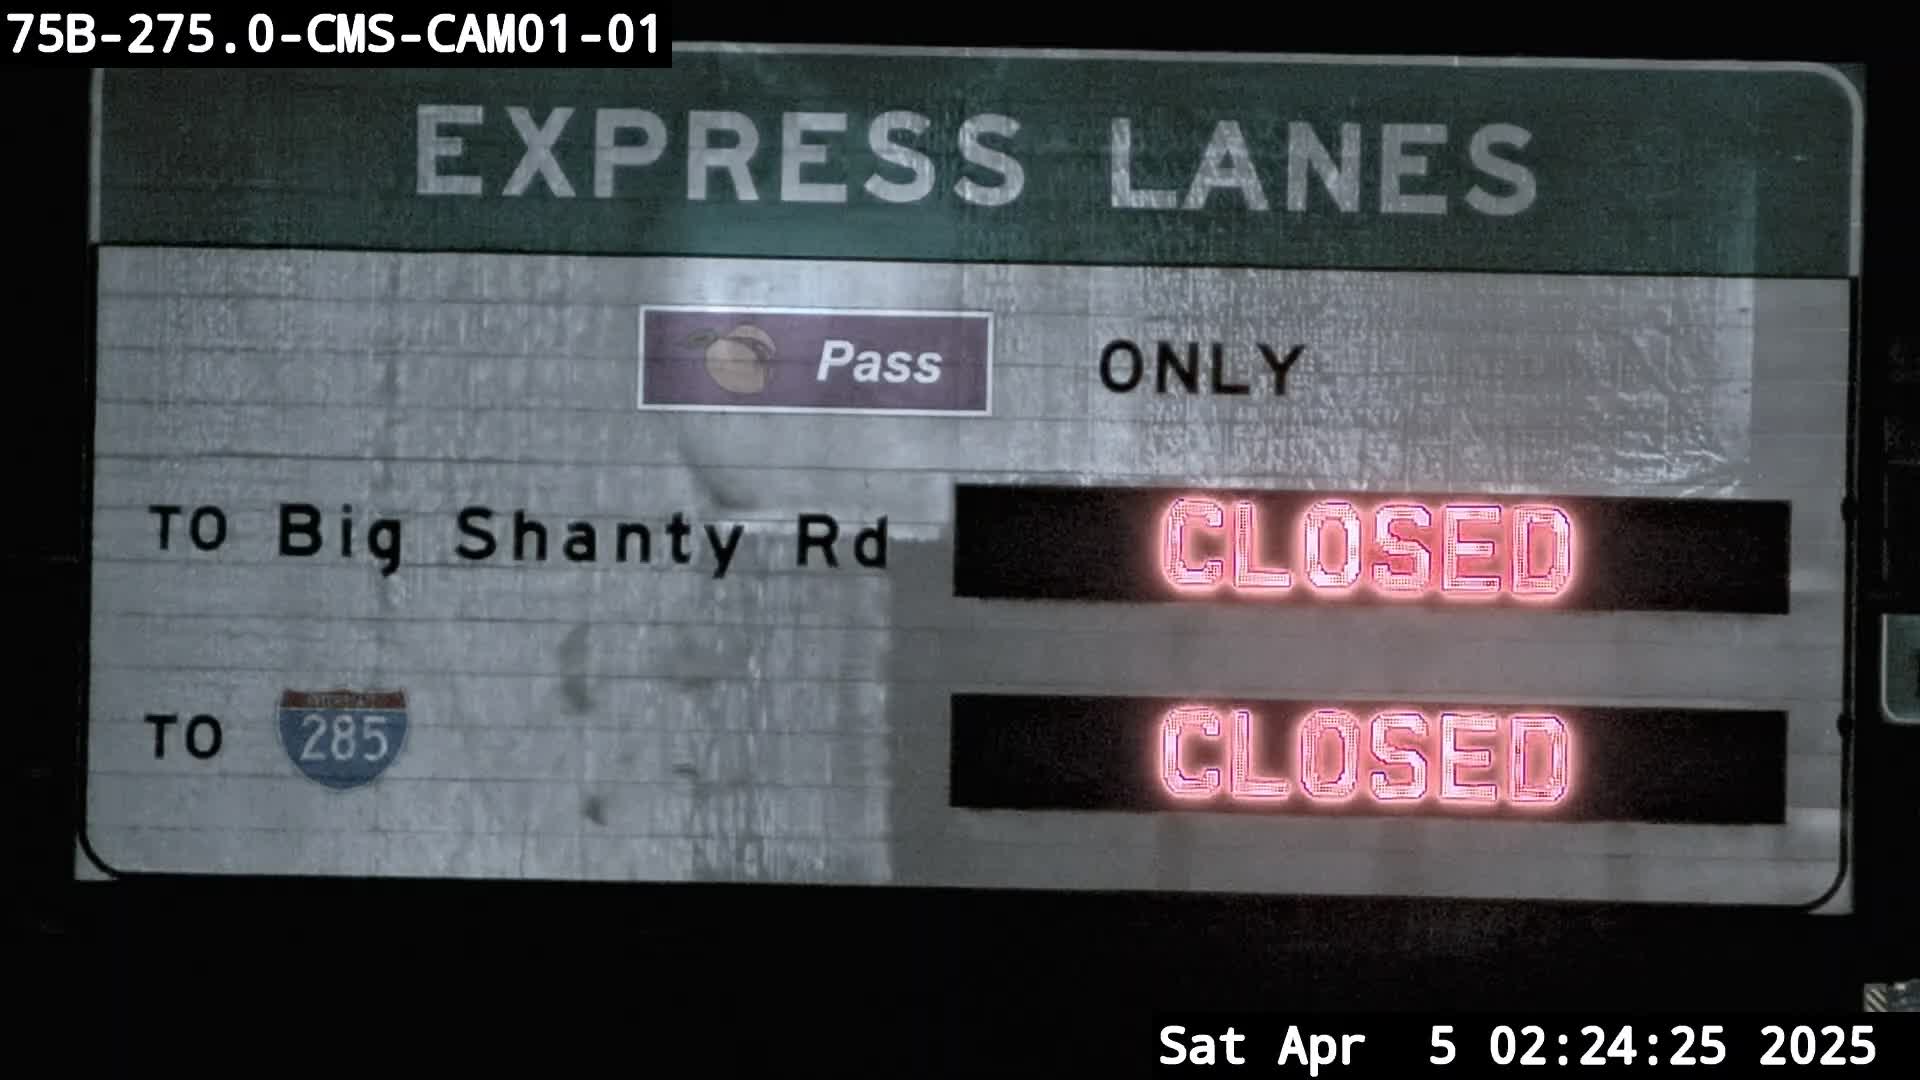 75B-275.0-CMS-CAM01-01
EXPRESS LANES
Pass ONLY
TO Big Shanty Rd CLOSED
TO INTERSTATE 285 CLOSED
Sat Apr 5 02:24:25 2025